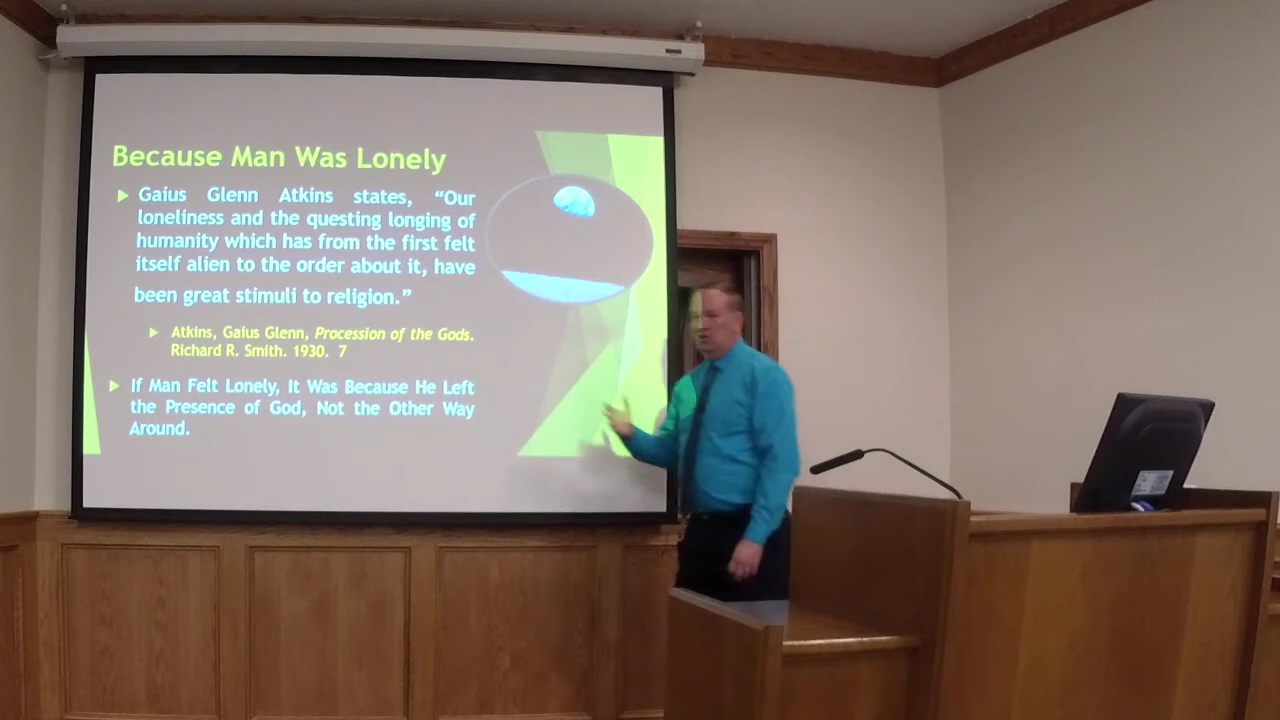 Because Man Was Lonely
Gaius Glenn Atkins states, “Our
loneliness and the questing longing of
humanity which has from the first felt
itself alien to the order about it, have
been great stimuli to religion.”
Atkins, Gaius Glenn, Procession of the Gods.
Richard R. Smith. 1930. 7
If Man Felt Lonely, It Was Because He Left
the Presence of God, Not the Other Way
Around.